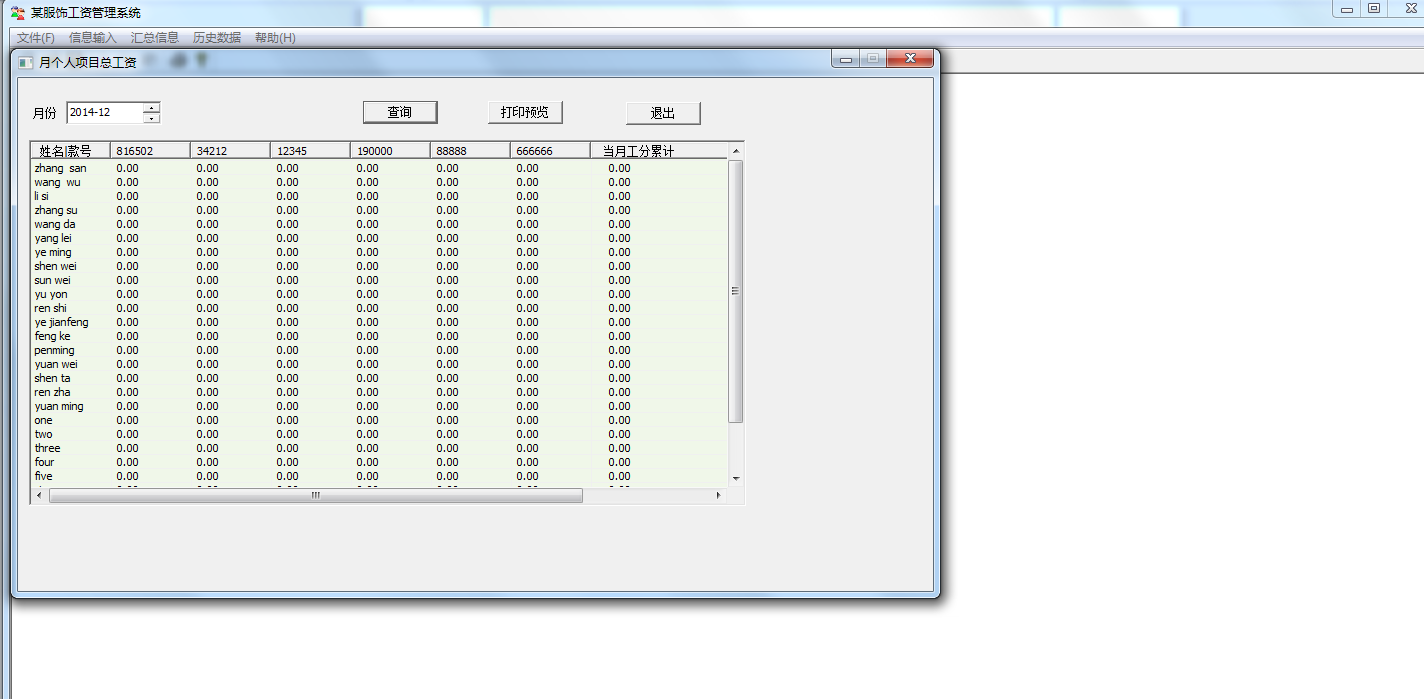 某服饰工资管理系统
文件(F) 信息输入 汇总信息 历史数据 帮助(H)
月个人项目总工资
月份 2014-12 查询 打印预览 退出
姓名|款号 816502 34212 12345 190000 88888 666666 当月工分累计
zhang san 0.00 0.00 0.00 0.00 0.00 0.00 0.00
wang wu 0.00 0.00 0.00 0.00 0.00 0.00 0.00
li si 0.00 0.00 0.00 0.00 0.00 0.00 0.00
zhang su 0.00 0.00 0.00 0.00 0.00 0.00 0.00
wang da 0.00 0.00 0.00 0.00 0.00 0.00 0.00
yang lei 0.00 0.00 0.00 0.00 0.00 0.00 0.00
ye ming 0.00 0.00 0.00 0.00 0.00 0.00 0.00
shen wei 0.00 0.00 0.00 0.00 0.00 0.00 0.00
sun wei 0.00 0.00 0.00 0.00 0.00 0.00 0.00
yu yon 0.00 0.00 0.00 0.00 0.00 0.00 0.00
ren shi 0.00 0.00 0.00 0.00 0.00 0.00 0.00
ye jianfeng 0.00 0.00 0.00 0.00 0.00 0.00 0.00
feng ke 0.00 0.00 0.00 0.00 0.00 0.00 0.00
penming 0.00 0.00 0.00 0.00 0.00 0.00 0.00
yuan wei 0.00 0.00 0.00 0.00 0.00 0.00 0.00
shen ta 0.00 0.00 0.00 0.00 0.00 0.00 0.00
ren zha 0.00 0.00 0.00 0.00 0.00 0.00 0.00
yuan ming 0.00 0.00 0.00 0.00 0.00 0.00 0.00
one 0.00 0.00 0.00 0.00 0.00 0.00 0.00
two 0.00 0.00 0.00 0.00 0.00 0.00 0.00
three 0.00 0.00 0.00 0.00 0.00 0.00 0.00
four 0.00 0.00 0.00 0.00 0.00 0.00 0.00
five 0.00 0.00 0.00 0.00 0.00 0.00 0.00